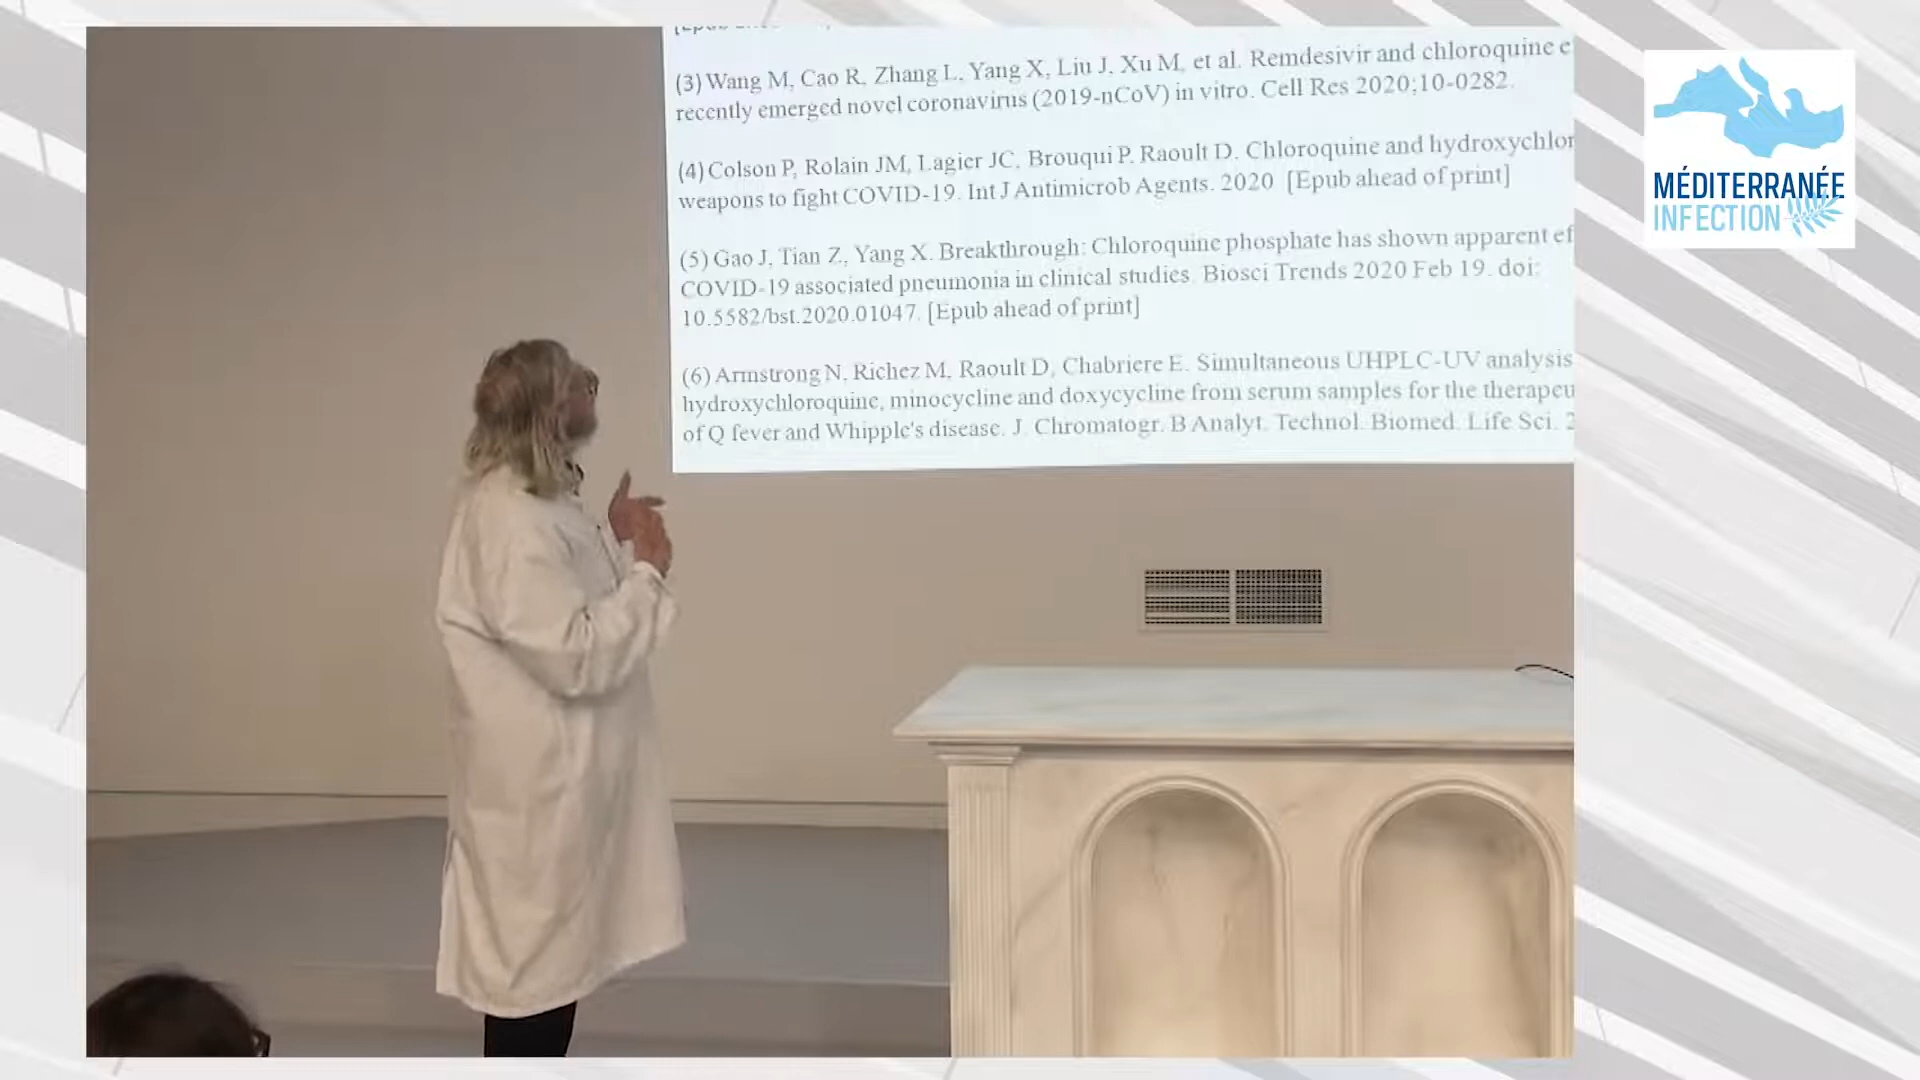 (3) Wang M, Cao R, Zhang L, Yang X, Liu J, Xu M, et al. Remdesivir and chloroquine e
recently emerged novel coronavirus (2019-nCoV) in vitro. Cell Res 2020;10-0282.
(4) Colson P, Rolain JM, Lagier JC, Brouqui P, Raoult D. Chloroquine and hydroxychlor
weapons to fight COVID-19. Int J Antimicrob Agents. 2020 [Epub ahead of print]
(5) Gao J, Tian Z, Yang X. Breakthrough: Chloroquine phosphate has shown apparent ef
COVID-19 associated pneumonia in clinical studies. Biosci Trends 2020 Feb 19. doi:
10.5582/bst.2020.01047. [Epub ahead of print]
(6) Armstrong N, Richez M, Raoult D, Chabriere E. Simultaneous UHPLC-UV analysis
hydroxychloroquine, minocycline and doxycycline from serum samples for the therapeu
of Q fever and Whipple's disease. J. Chromatogr. B Analyt. Technol. Biomed. Life Sci. 2
MÉDITERRANÉE
INFECTION